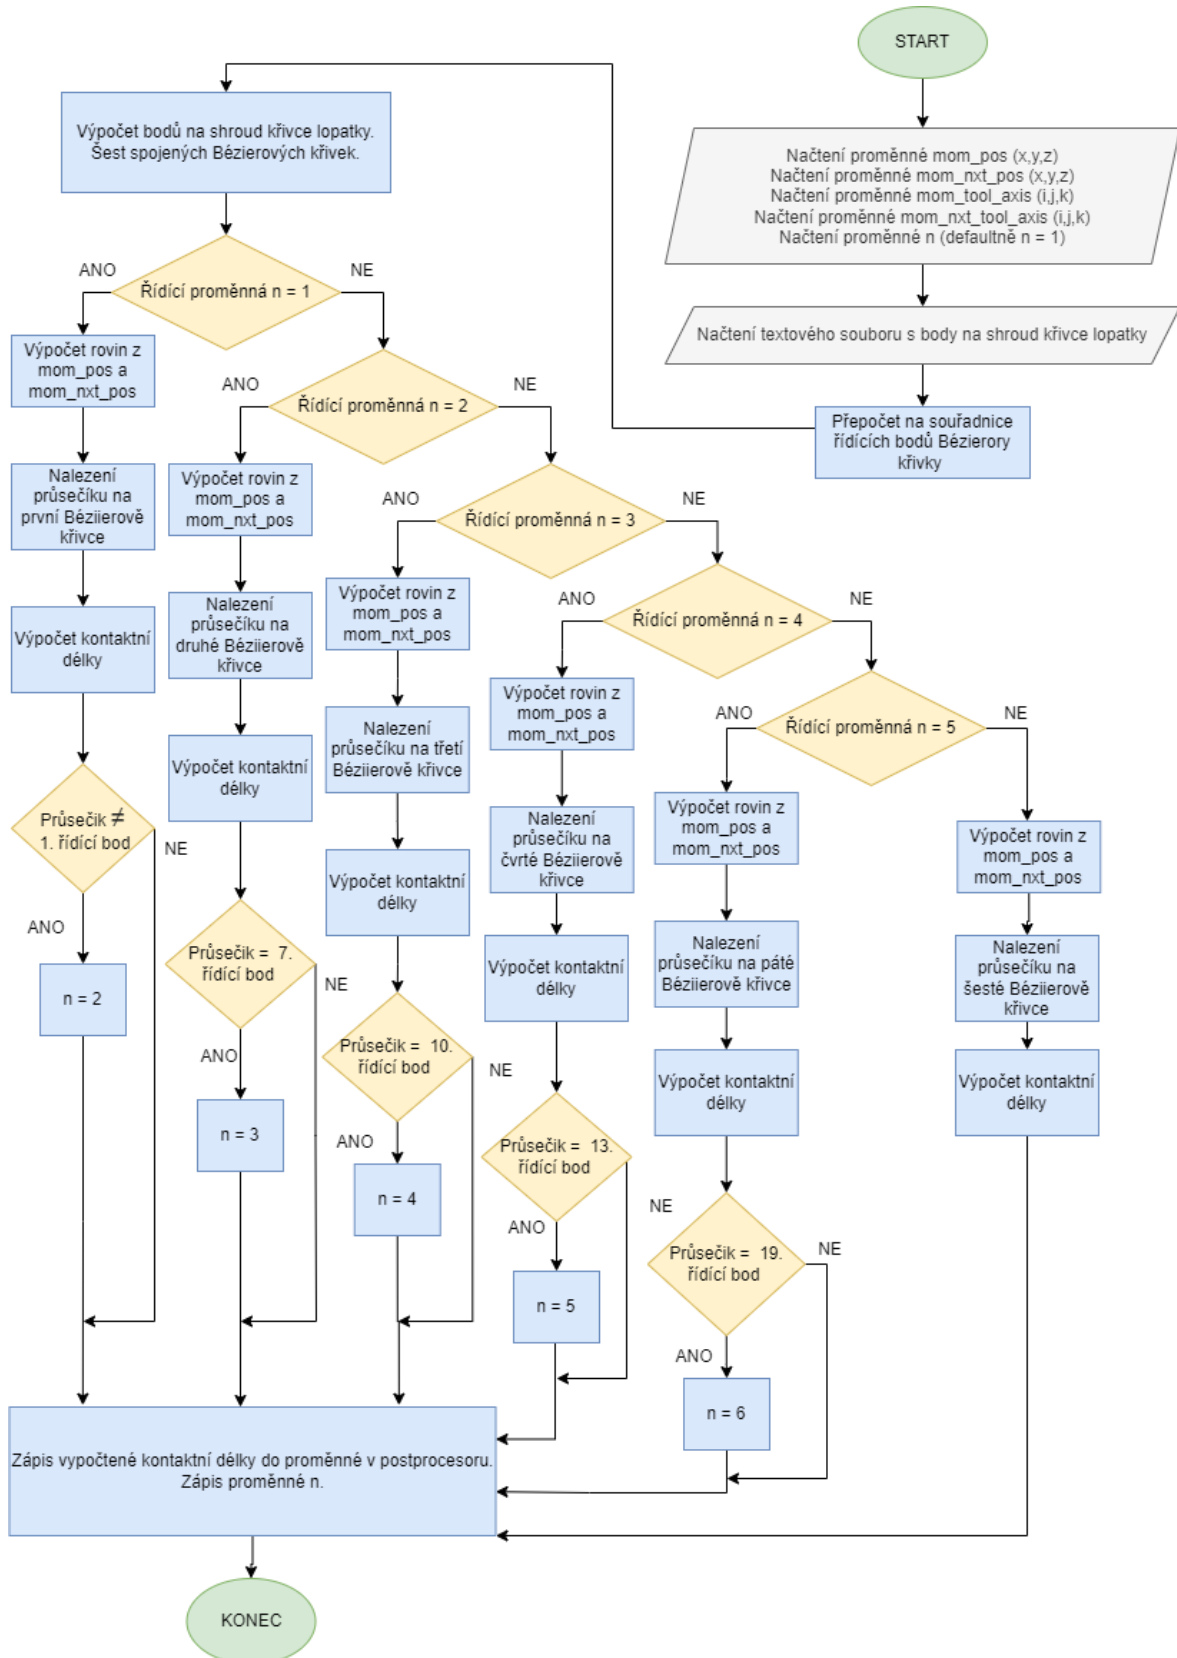 START
Načtení proměnné mom_pos (x,y,z)
Načtení proměnné mom_nxt_pos (x,y,z)
Načtení proměnné mom_tool_axis (i,j,k)
Načtení proměnné mom_nxt_tool_axis (i,j,k)
Načtení proměnné n (defaultně n = 1)
Načtení textového souboru s body na shroud křivce lopatky
Přepočet na souřadnice
řídících bodů Bézierory
křivky
Výpočet bodů na shroud křivce lopatky.
Šest spojených Bézierových křivek.
Řídící proměnná n = 1
ANO
NE
Výpočet rovin z
mom_pos a
mom_nxt_pos
Nalezení
průsečíku na
první Béziierově
křivce
Výpočet kontaktní
délky
Průsečik ≠
1. řídící bod
NE
ANO
n = 2
Řídící proměnná n = 2
ANO
NE
Výpočet rovin z
mom_pos a
mom_nxt_pos
Nalezení
průsečíku na
druhé Béziierově
křivce
Výpočet kontaktní
délky
Průsečik = 7.
řídící bod
NE
ANO
n = 3
Řídící proměnná n = 3
ANO
NE
Výpočet rovin z
mom_pos a
mom_nxt_pos
Nalezení
průsečíku na třetí
Béziierově křivce
Výpočet kontaktní
délky
Průsečik = 10.
řídící bod
NE
ANO
n = 4
Řídící proměnná n = 4
ANO
NE
Výpočet rovin z
mom_pos a
mom_nxt_pos
Nalezení
průsečíku na
čvrté Béziierově
křivce
Výpočet kontaktní
délky
Průsečik = 13.
řídící bod
NE
ANO
n = 5
Řídící proměnná n = 5
ANO
NE
Výpočet rovin z
mom_pos a
mom_nxt_pos
Nalezení
průsečíku na páté
Béziierově křivce
Výpočet kontaktní
délky
Průsečik = 19.
řídící bod
NE
ANO
n = 6
Výpočet rovin z
mom_pos a
mom_nxt_pos
Nalezení
průsečíku na
šesté Béziierově
křivce
Výpočet kontaktní
délky
Zápis vypočtené kontaktní délky do proměnné v postprocesoru.
Zápis proměnné n.
KONEC